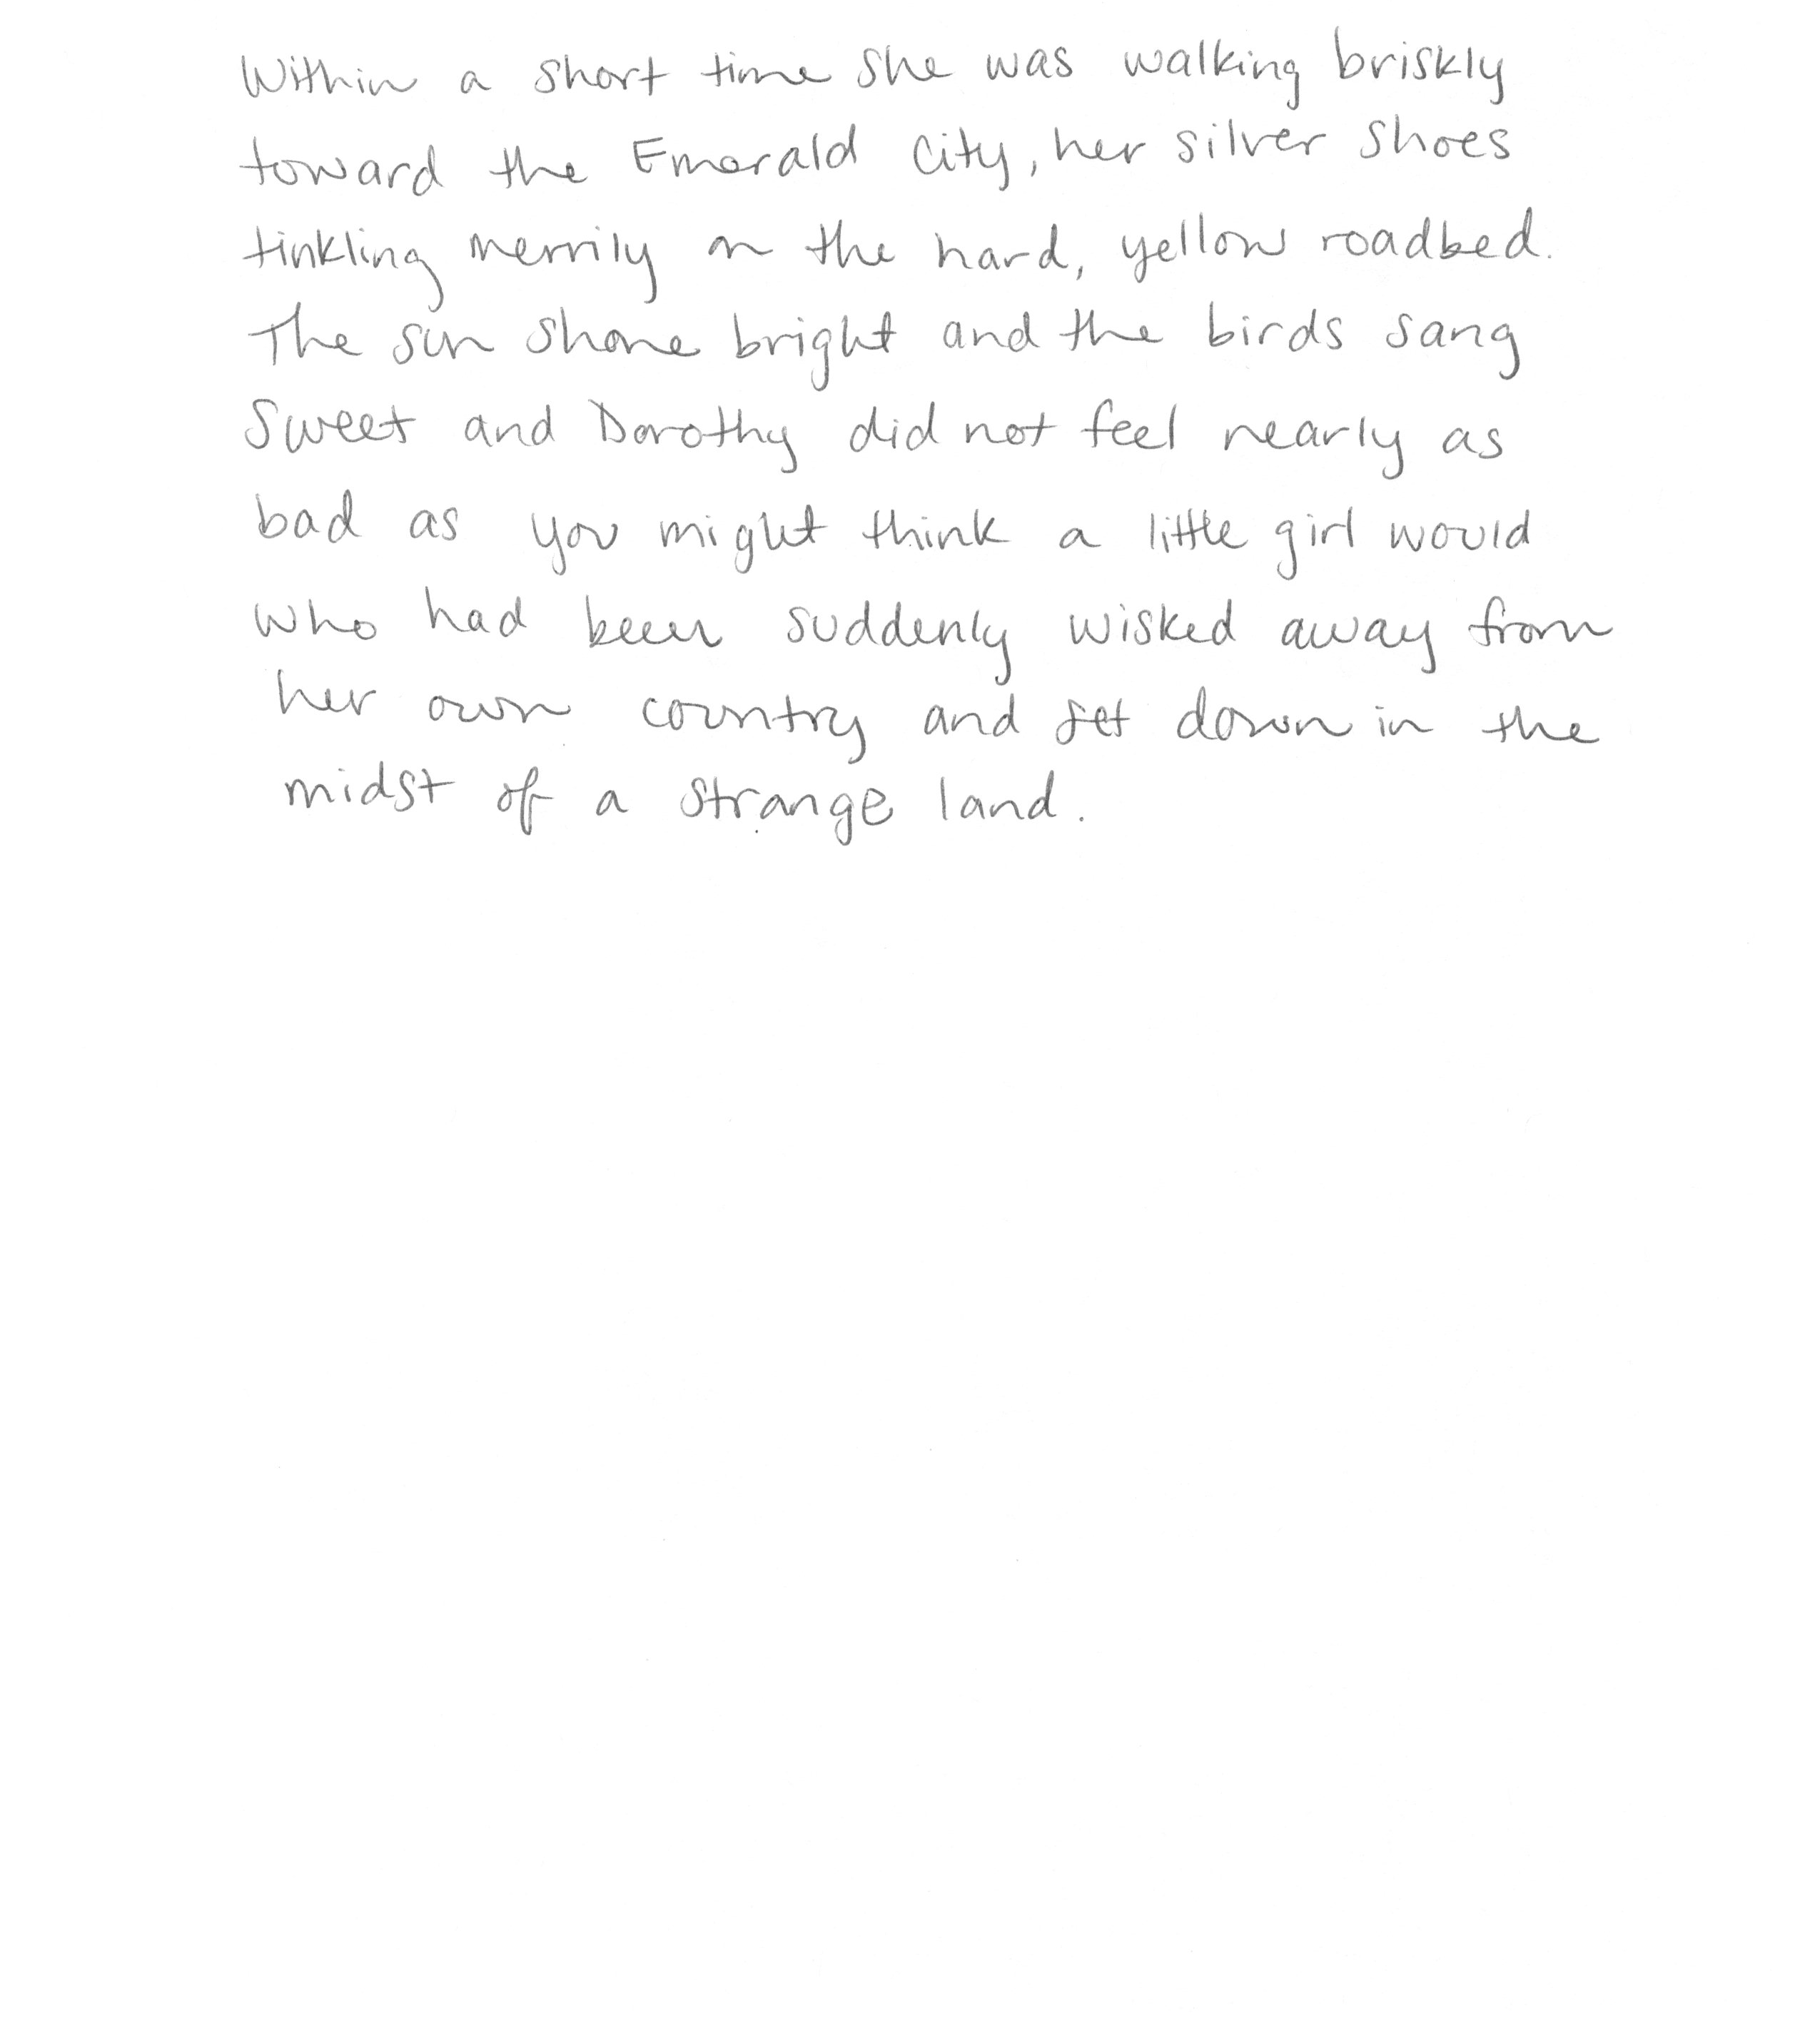 Within a short time she was walking briskly
toward the Emerald City, her silver shoes
tinkling merrily on the hard, yellow roadbed.
The sun shone bright and the birds sang
sweet and Dorothy did not feel nearly as
bad as you might think a little girl would
who had been suddenly wisked away from
her own country and set down in the
midst of a strange land.